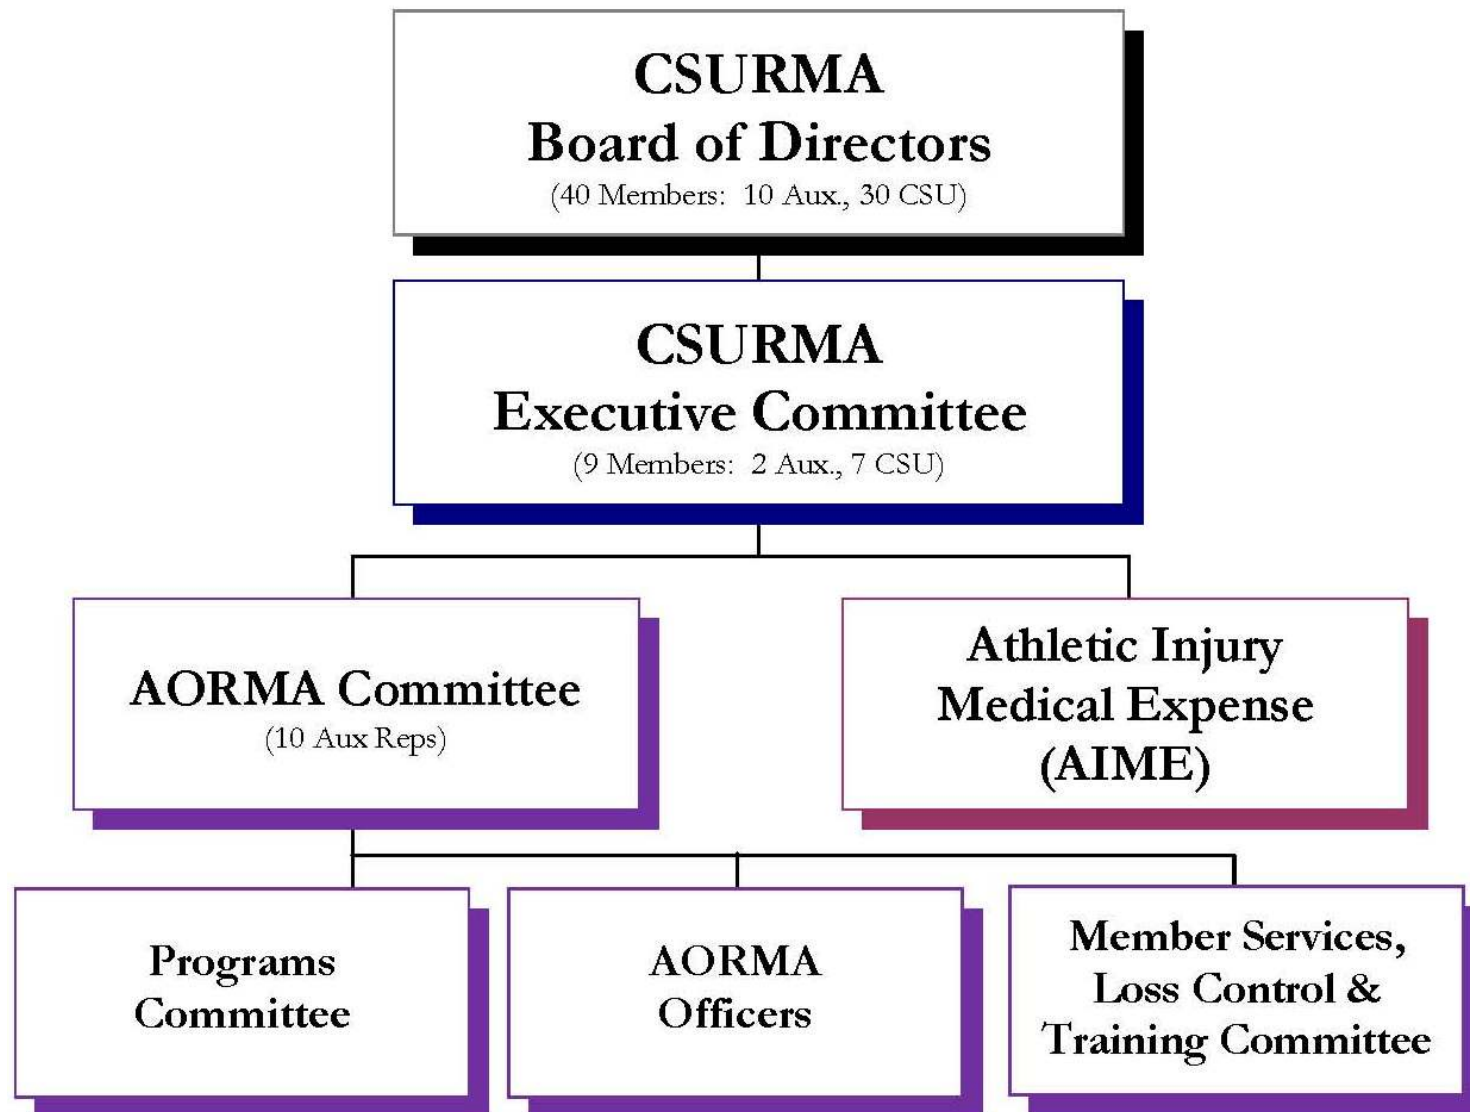 CSURMA
Board of Directors
(40 Members:  10 Aux., 30 CSU)
CSURMA
Executive Committee
(9 Members:  2 Aux., 7 CSU)
AORMA Committee
(10 Aux Reps)
Athletic Injury
Medical Expense
(AIME)
Programs
Committee
AORMA
Officers
Member Services,
Loss Control &
Training Committee